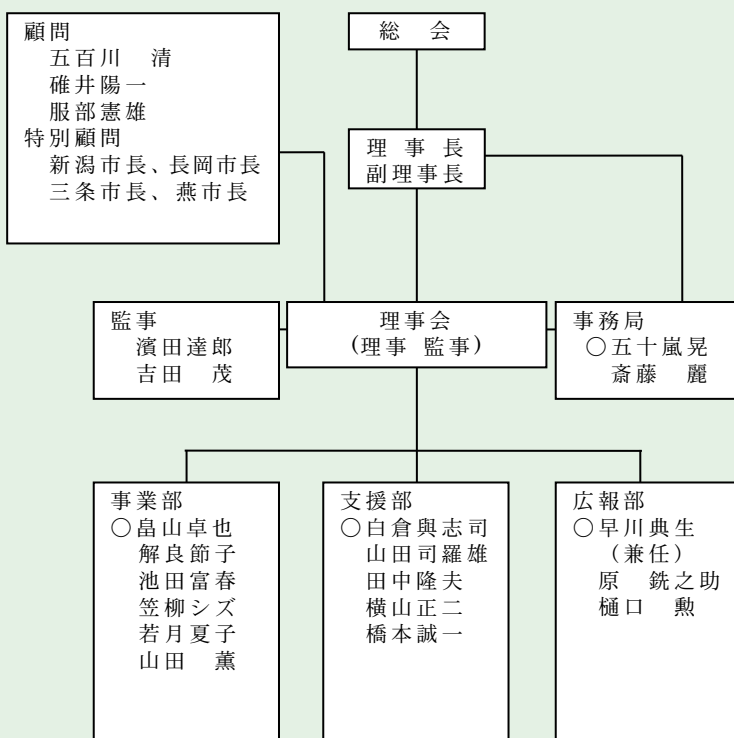 顧問
五百川　清
碓井陽一
服部憲雄
特別顧問
新潟市長、長岡市長
三条市長、燕市長
総　会
理　事　長
副理事長
監事
濱田達郎
吉田　茂
理事会
(理事 監事)
事務局
○五十嵐晃
斎藤　麗
事業部
○畠山卓也
解良節子
池田富春
笠柳シズ
若月夏子
山田　薫
支援部
○白倉與志司
山田司羅雄
田中隆夫
横山正二
橋本誠一
広報部
○早川典生
（兼任）
原　銑之助
樋口　勲